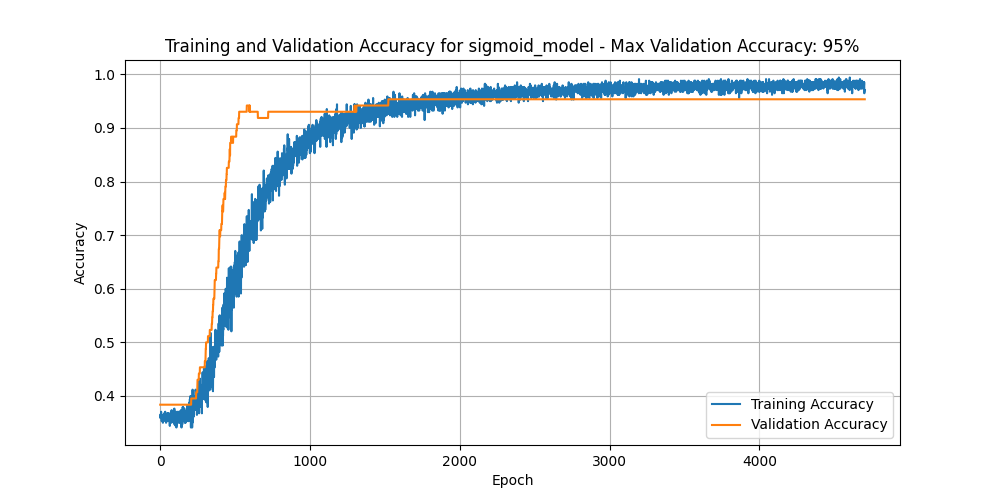 Training and Validation Accuracy for sigmoid_model - Max Validation Accuracy: 95%
Accuracy
1.0
0.9
0.8
0.7
0.6
0.5
0.4
Training Accuracy
Validation Accuracy
0 1000 2000 3000 4000
Epoch